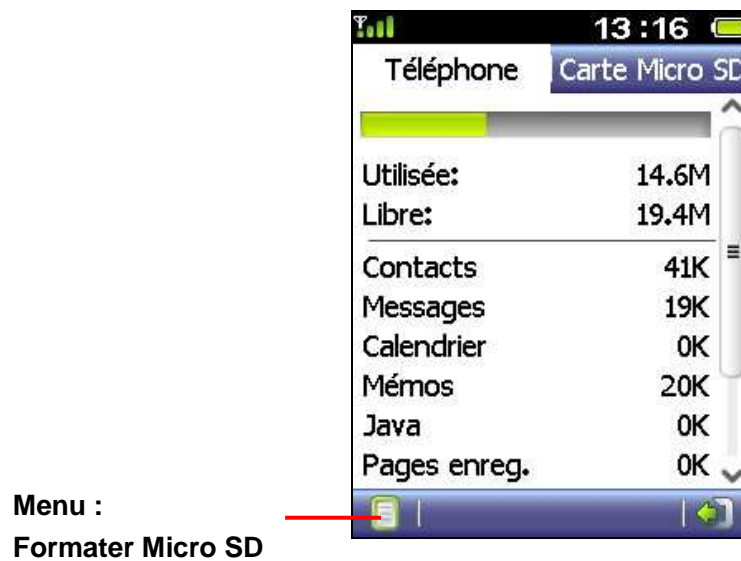 13:16
Téléphone Carte Micro SD
Utilisée: 14.6M
Libre: 19.4M
Contacts 41K
Messages 19K
Calendrier 0K
Mémos 20K
Java 0K
Pages enreg. 0K
Menu :
Formater Micro SD